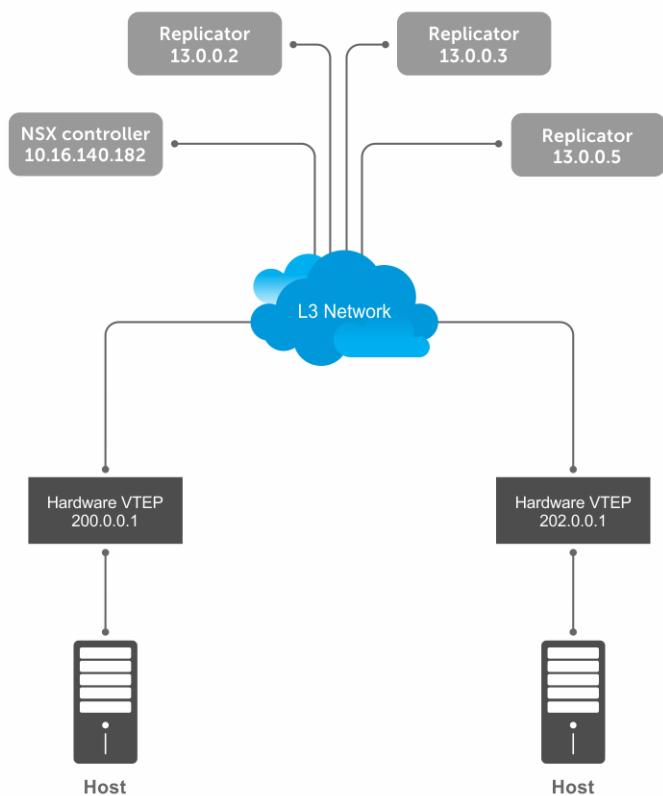 Replicator
13.0.0.2
Replicator
13.0.0.3
NSX controller
10.16.140.182
Replicator
13.0.0.5
L3 Network
Hardware VTEP
200.0.0.1
Hardware VTEP
202.0.0.1
Host
Host